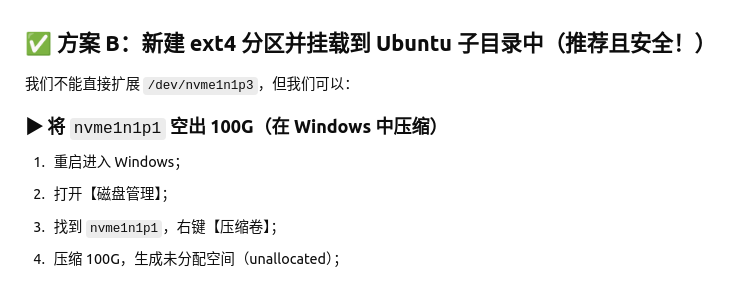 ✅ 方案 B：新建 ext4 分区并挂载到 Ubuntu 子目录中（推荐且安全！）
我们不能直接扩展 /dev/nvme1n1p3，但我们可以：
▶ 将 nvme1n1p1 空出 100G（在 Windows 中压缩）
1. 重启进入 Windows；
2. 打开【磁盘管理】；
3. 找到 nvme1n1p1，右键【压缩卷】；
4. 压缩 100G，生成未分配空间（unallocated）；